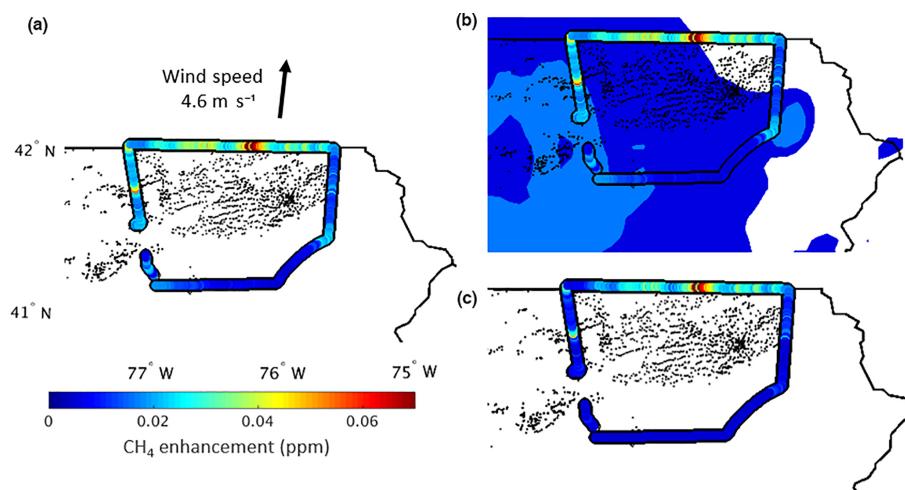 (a)
(b)
Wind speed
4.6 m s⁻¹
42° N
41° N
(c)
77° W
76° W
75° W
0
0.02
0.04
0.06
CH₄ enhancement (ppm)